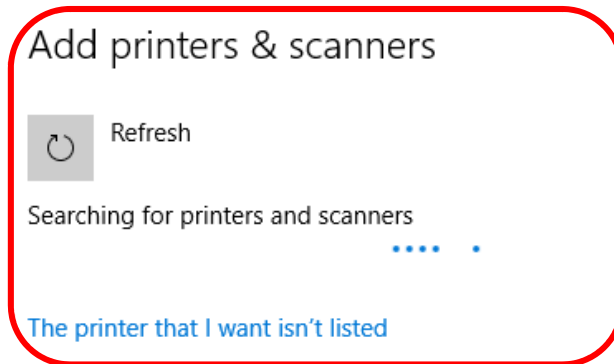 Add printers & scanners
Refresh
Searching for printers and scanners
The printer that I want isn’t listed